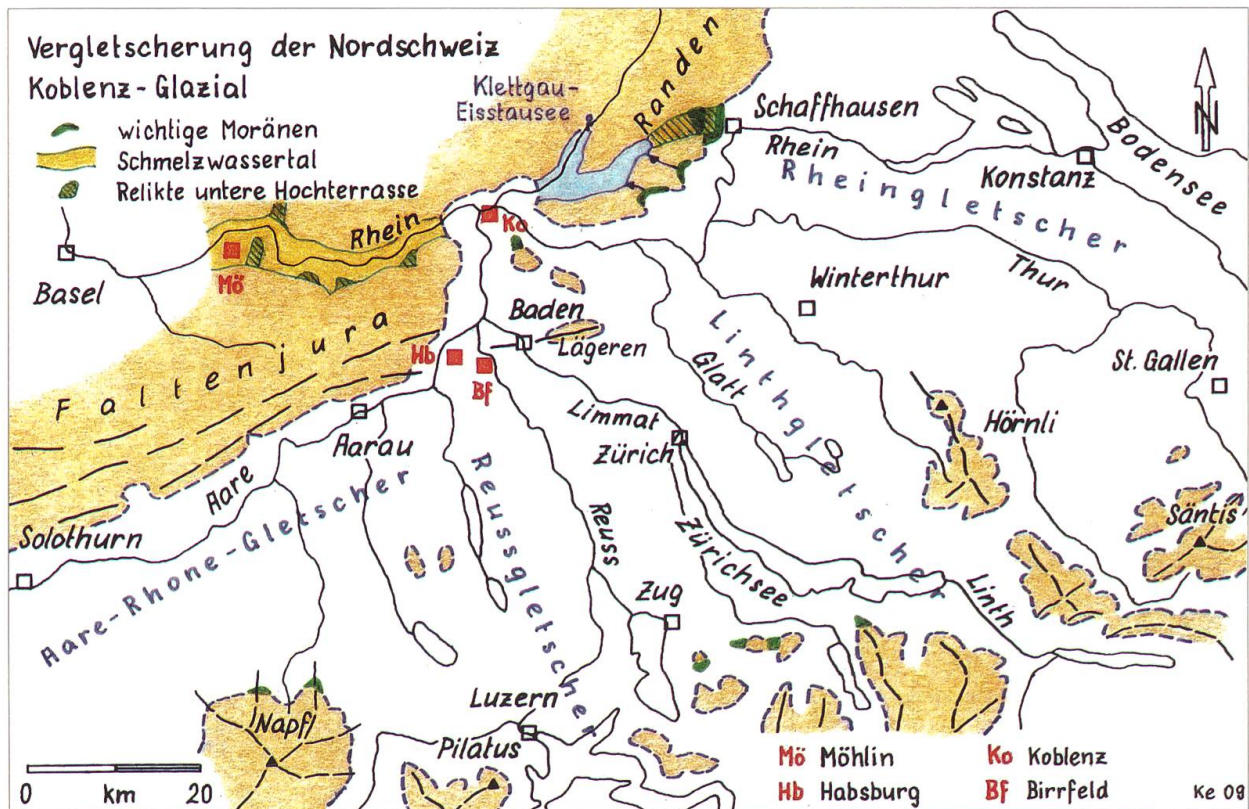 Vergletscherung der Nordschweiz
Koblenz-Glazial
wichtige Moränen
Schmelzwassertal
Relikte untere Hochterrasse
Klettgau-
Eisstausee
Randen
Schaffhausen
Rhein
Rheingletscher
Konstanz
Bodensee
N
Rhein
Ko
Mö
Basel
Winterthur
Thur
Baden
Lägeren
Faltenjura
Hb
Bf
Linthgletscher
Glatt
St. Gallen
Hörnli
Limmat
Zürich
Aarau
Aare
Reussgletscher
Reuss
Solothurn
Aare-Rhone-Gletscher
Zürichsee
Säntis
Zug
Linth
Napf
Luzern
Pilatus
0 km 20
Mö Möhlin
Ko Koblenz
Hb Habsburg
Bf Birrfeld
Ke 09